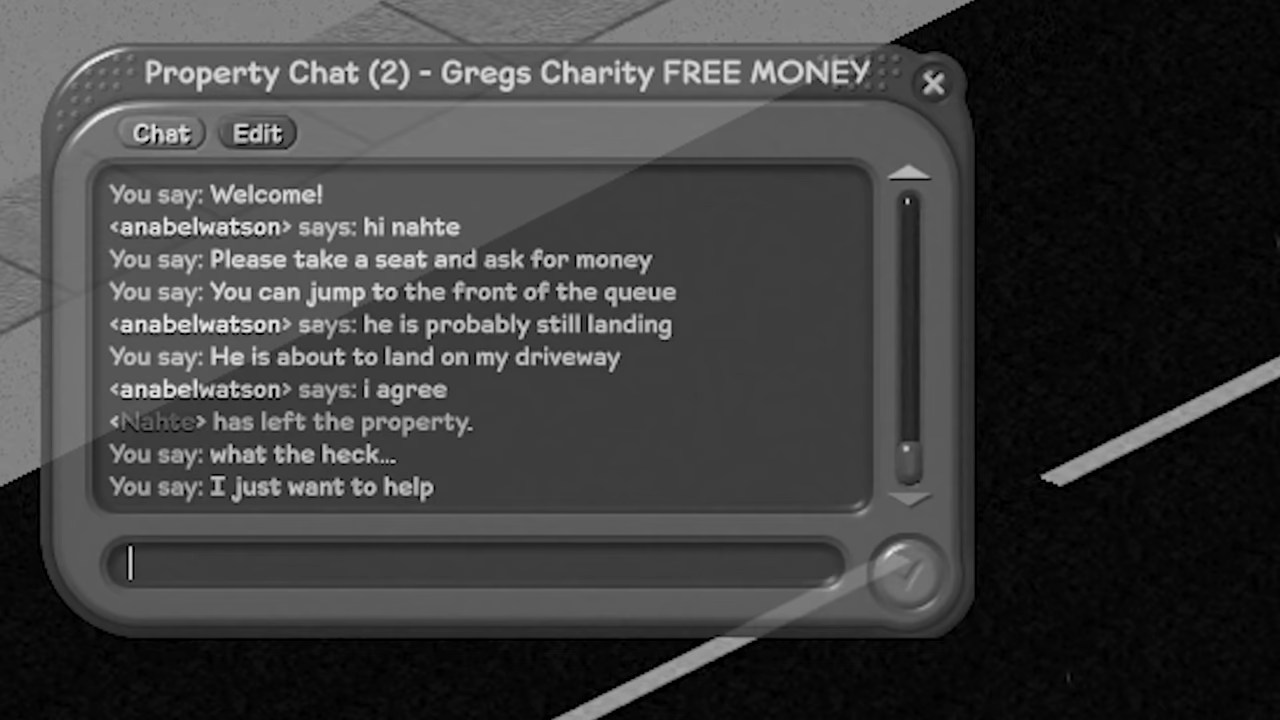 Property Chat (2) - Gregs Charity FREE MONEY
Chat Edit
You say: Welcome!
<anabelwatson> says: hi nahte
You say: Please take a seat and ask for money
You say: You can jump to the front of the queue
<anabelwatson> says: he is probably still landing
You say: He is about to land on my driveway
<anabelwatson> says: i agree
<Nahte> has left the property.
You say: what the heck...
You say: I just want to help